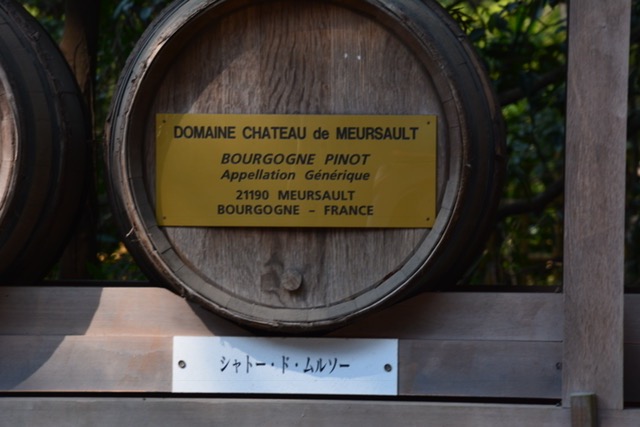 DOMAINE CHATEAU de MEURSAULT
BOURGOGNE PINOT
Appellation Générique
21190 MEURSAULT
BOURGOGNE – FRANCE
シャトー・ド・ムルソー